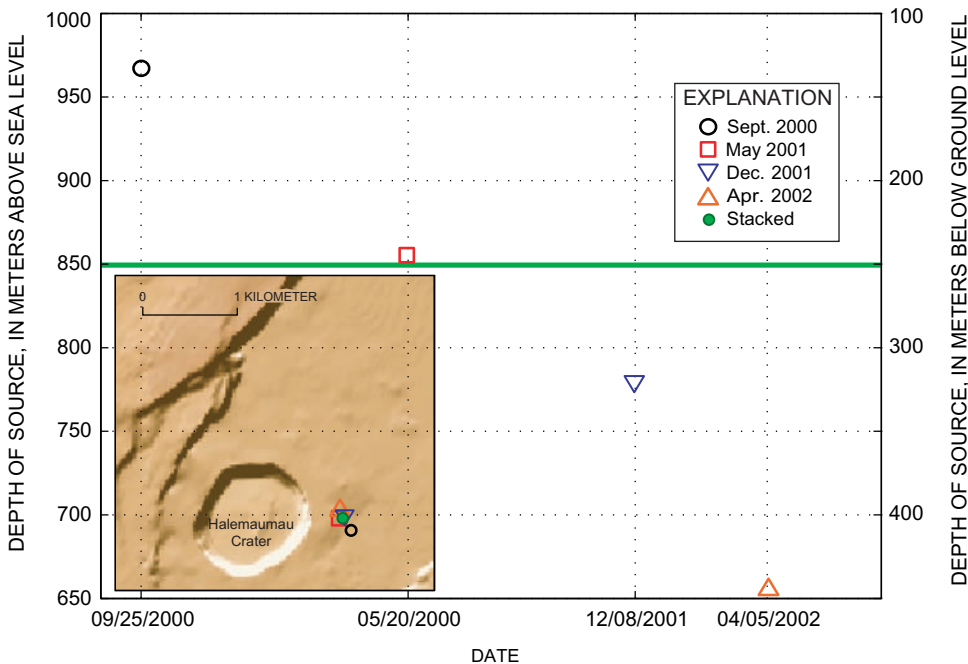 DEPTH OF SOURCE, IN METERS ABOVE SEA LEVEL
1000
950
900
850
800
750
700
650
EXPLANATION
Sept. 2000
May 2001
Dec. 2001
Apr. 2002
Stacked
0 1 KILOMETER
Halemaumau
Crater
100
200
300
400
DEPTH OF SOURCE, IN METERS BELOW GROUND LEVEL
09/25/2000 05/20/2000 12/08/2001 04/05/2002
DATE